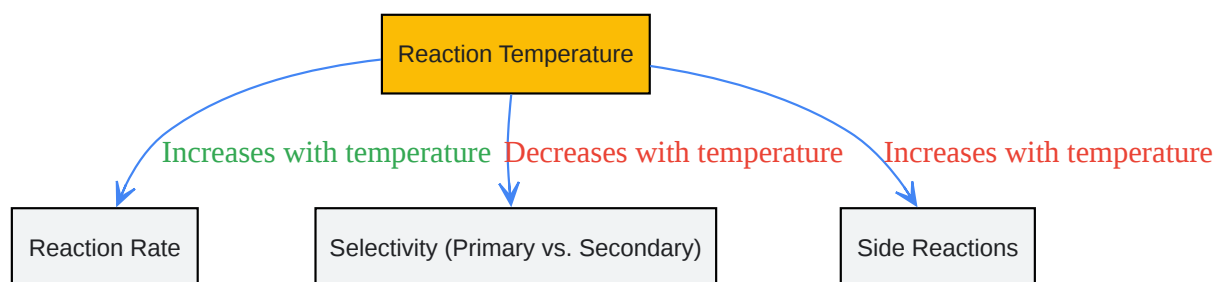 Reaction Temperature
Increases with temperature
Decreases with temperature
Increases with temperature
Reaction Rate
Selectivity (Primary vs. Secondary)
Side Reactions